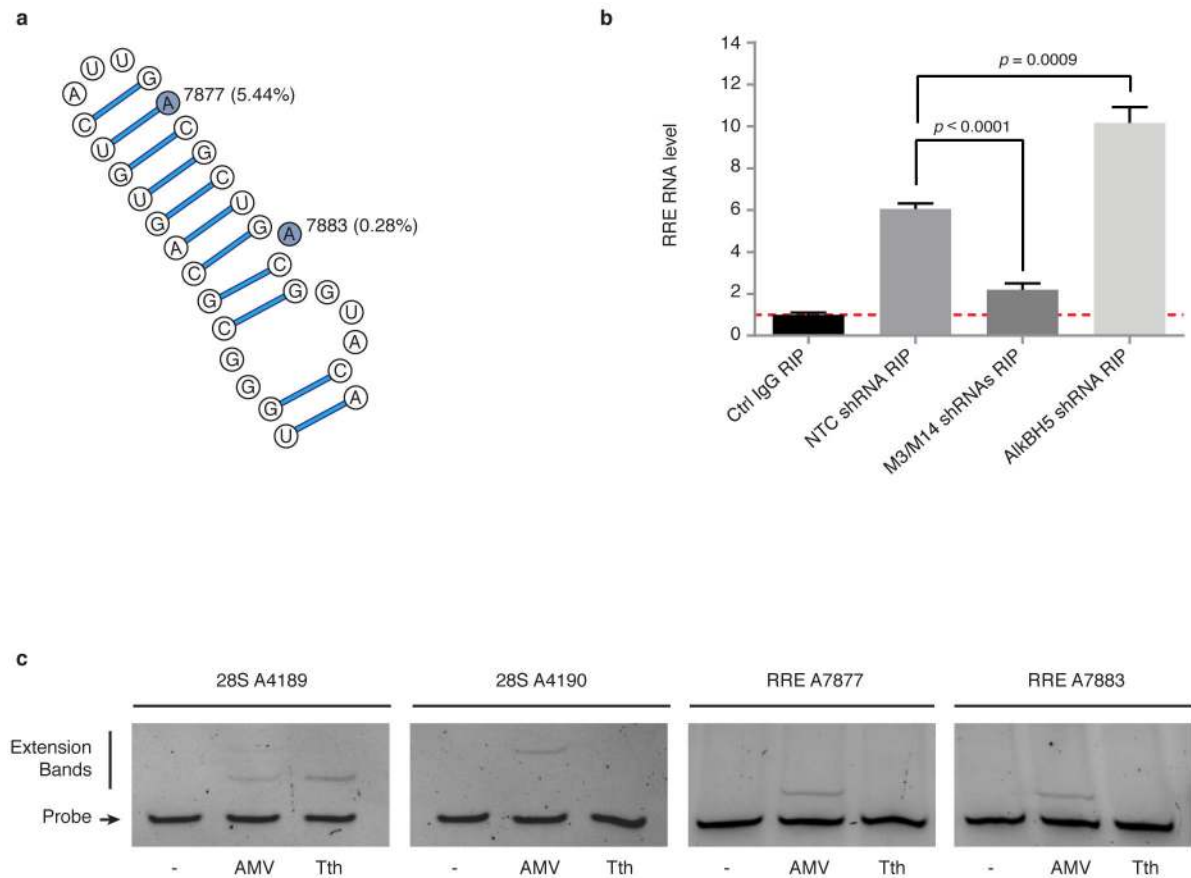 a
U U G
A A 7877 (5.44%)
C C
U G
G C
U U
G G A 7883 (0.28%)
A C
C G G U
G A
C C
G A
G
G
U
b
14
12
10
8
6
4
2
0
RRE RNA level
p = 0.0009
p < 0.0001
Ctrl IgG RIP
NTC shRNA RIP
M3/M14 shRNAs RIP
AlkBH5 shRNA RIP
c
28S A4189 28S A4190 RRE A7877 RRE A7883
Extension
Bands
Probe
- AMV Tth - AMV Tth - AMV Tth - AMV Tth